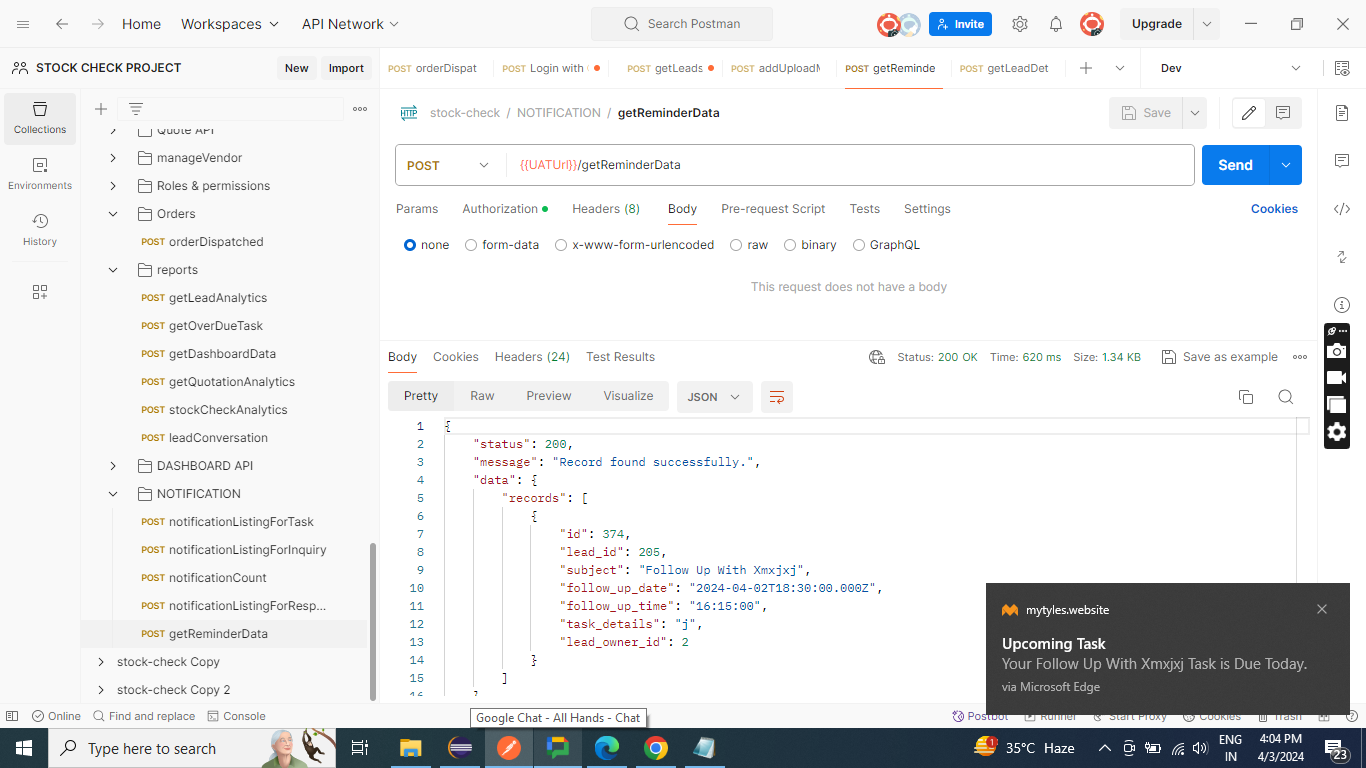 Home
Workspaces
API Network
Search Postman
Invite
Upgrade
STOCK CHECK PROJECT
New
Import
POST orderDispat
POST Login with
POST getLeads
POST addUploadM
POST getReminde
POST getLeadDet
Dev
Collections
Environments
History
Quote API
manageVendor
Roles & permissions
Orders
POST orderDispatched
reports
POST getLeadAnalytics
POST getOverDueTask
POST getDashboardData
POST getQuotationAnalytics
POST stockCheckAnalytics
POST leadConversation
DASHBOARD API
NOTIFICATION
POST notificationListingForTask
POST notificationListingForInquiry
POST notificationCount
POST notificationListingForResp...
POST getReminderData
stock-check Copy
stock-check Copy 2
HTTP
stock-check / NOTIFICATION / getReminderData
Save
POST
{{UATUrl}}/getReminderData
Send
Params
Authorization
Headers (8)
Body
Pre-request Script
Tests
Settings
Cookies
none
form-data
x-www-form-urlencoded
raw
binary
GraphQL
This request does not have a body
Body
Cookies
Headers (24)
Test Results
Status: 200 OK
Time: 620 ms
Size: 1.34 KB
Save as example
Pretty
Raw
Preview
Visualize
JSON
1 {
2 "status": 200,
3 "message": "Record found successfully.",
4 "data": {
5 "records": [
6 {
7 "id": 374,
8 "lead_id": 205,
9 "subject": "Follow Up With Xmxjxj",
10 "follow_up_date": "2024-04-02T18:30:00.000Z",
11 "follow_up_time": "16:15:00",
12 "task_details": "j",
13 "lead_owner_id": 2
14 }
15 ]
16
mytyles.website
Upcoming Task
Your Follow Up With Xmxjxj Task is Due Today.
via Microsoft Edge
Online
Find and replace
Console
Google Chat - All Hands - Chat
Postbot
Runner
Start Proxy
Cookies
Trash
Type here to search
1
35°C Haze
ENG
IN
4:04 PM
4/3/2024
23